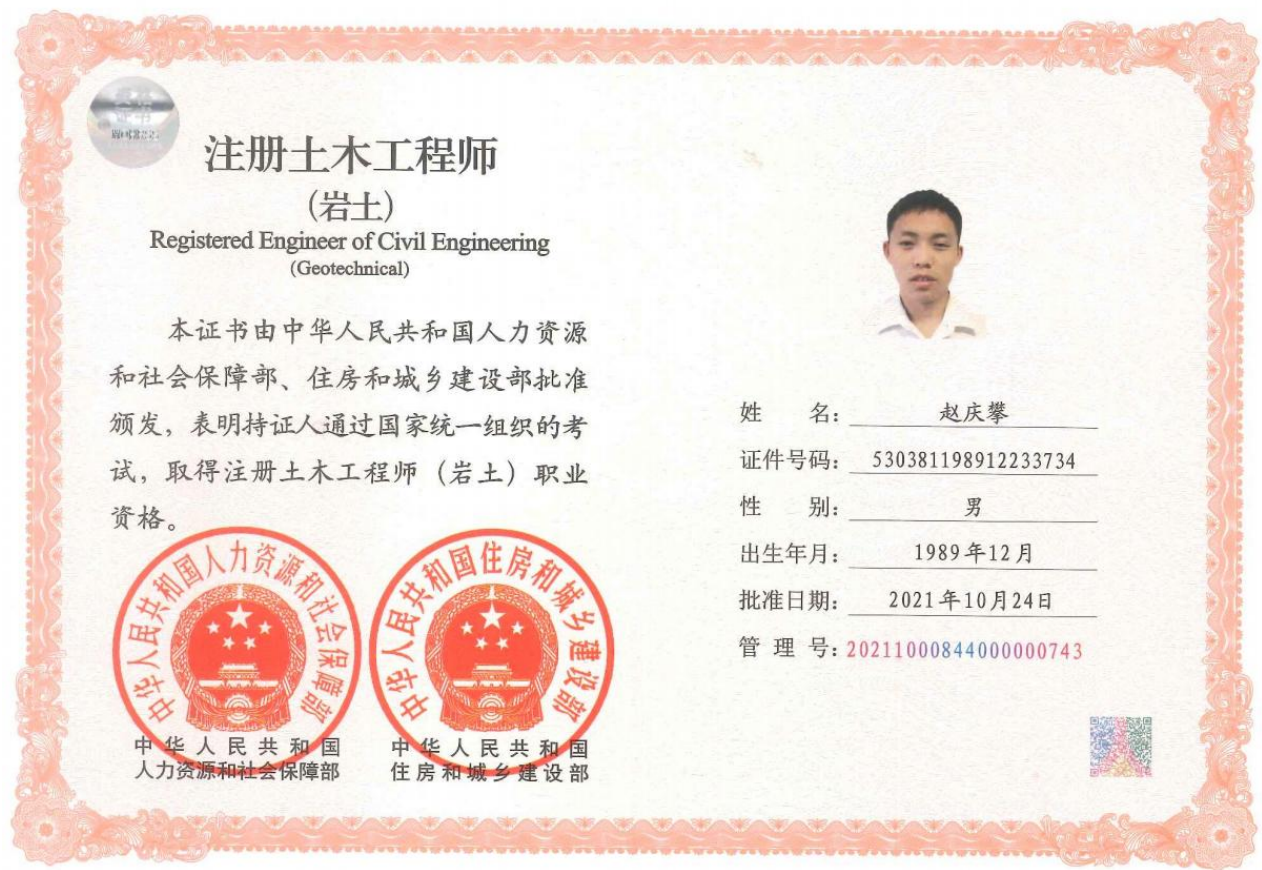 注册土木工程师
(岩土)
Registered Engineer of Civil Engineering
(Geotechnical)
本证书由中华人民共和国人力资源
和社会保障部、住房和城乡建设部批准
颁发，表明持证人通过国家统一组织的考
试，取得注册土木工程师（岩土）职业
资格。
中华人民共和国人力资源和社会保障部
中华人民共和国住房和城乡建设部
中华人民共和国
人力资源和社会保障部
中华人民共和国
住房和城乡建设部
姓 名：赵庆攀
证件号码：530381198912233734
性 别：男
出生年月：1989年12月
批准日期：2021年10月24日
管 理 号：20211000844000000743